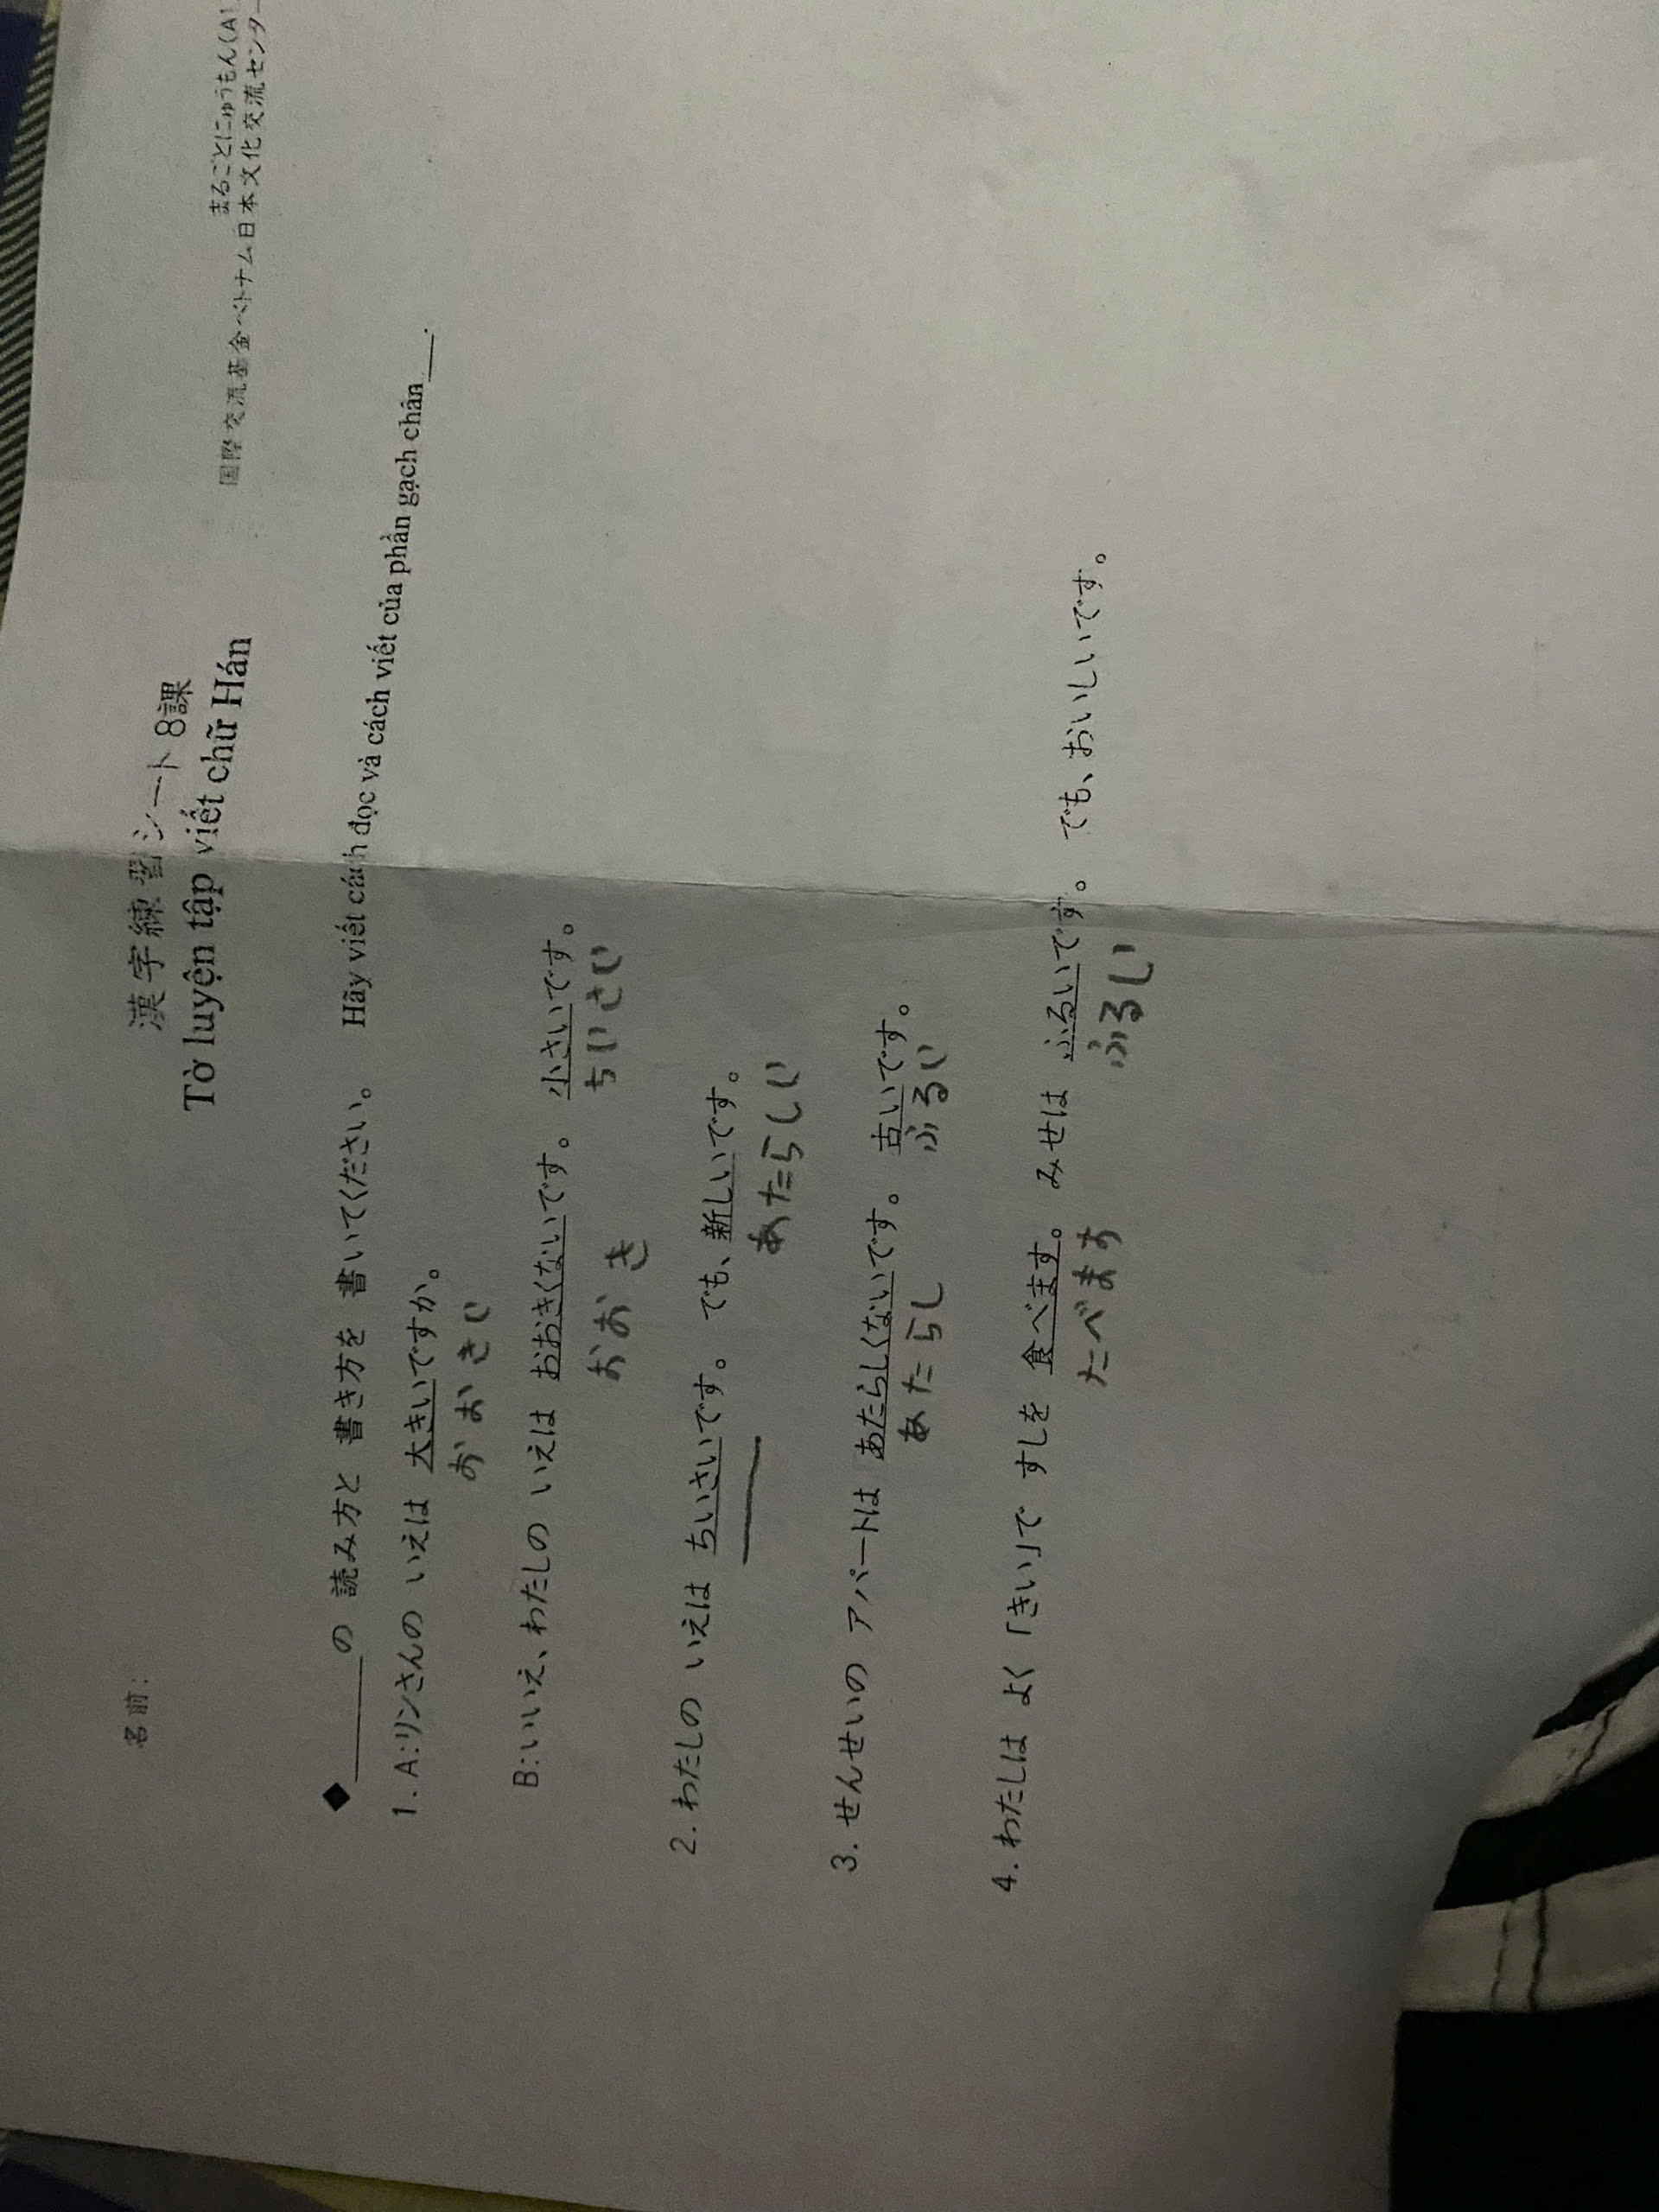 まるごとにゅうもん(A1
国際交流基金ベトナム日本文化交流センター
名前:
漢字練習シート 8課
Tờ luyện tập viết chữ Hán
◆______の 読み方と 書き方を 書いてください。 Hãy viết cách đọc và cách viết của phần gạch chân___.
1. A:リンさんの いえは 大きいですか。
おおきい
B:いいえ、わたしの いえは おおきくないです。 小さいです。
おおき ちいさい
2. わたしの いえは ちいさいです。 でも、新しいです。
あたらしい
3. せんせいの アパートは あたらしくないです。 古いです。
あたらし ふるい
4. わたしは よく「きい」で すしを 食べます。みせは ふるいです。 でも、おいしいです。
たべます ふるしい